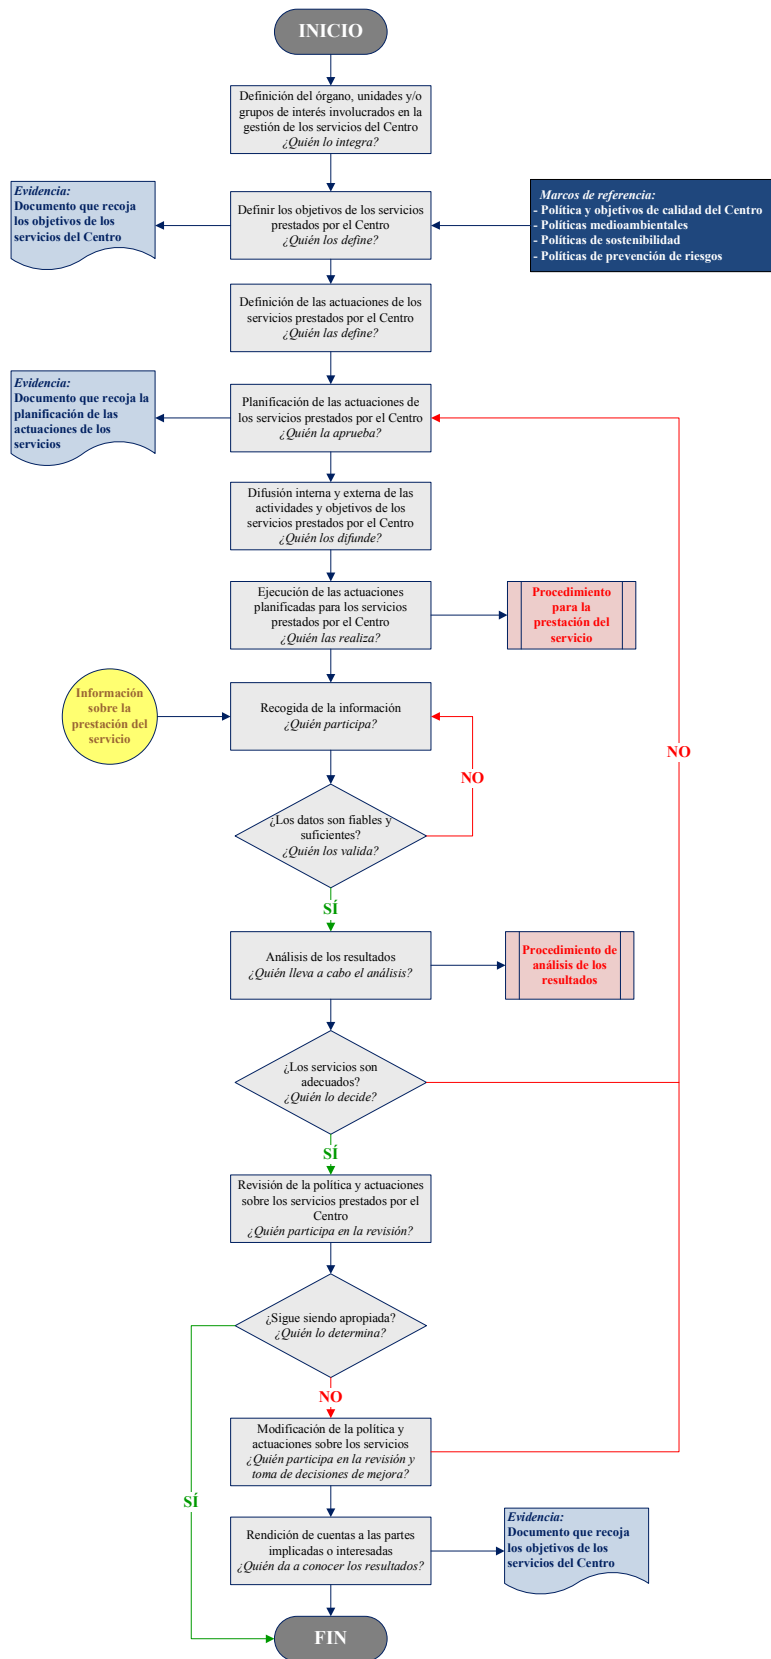 INICIO
Definición del órgano, unidades y/o
grupos de interés involucrados en la
gestión de los servicios del Centro
¿Quién lo integra?
Evidencia:
Documento que recoja
los objetivos de los
servicios del Centro
Definir los objetivos de los servicios
prestados por el Centro
¿Quién los define?
Marcos de referencia:
- Política y objetivos de calidad del Centro
- Políticas medioambientales
- Políticas de sostenibilidad
- Políticas de prevención de riesgos
Definición de las actuaciones de los
servicios prestados por el Centro
¿Quién las define?
Evidencia:
Documento que recoja la
planificación de las
actuaciones de los
servicios
Planificación de las actuaciones de
los servicios prestados por el Centro
¿Quién la aprueba?
Difusión interna y externa de las
actividades y objetivos de los
servicios prestados por el Centro
¿Quién los difunde?
Ejecución de las actuaciones
planificadas para los servicios
prestados por el Centro
¿Quién las realiza?
Procedimiento
para la
prestación del
servicio
Información
sobre la
prestación del
servicio
Recogida de la información
¿Quién participa?
NO
NO
¿Los datos son fiables y
suficientes?
¿Quién los valida?
SÍ
Análisis de los resultados
¿Quién lleva a cabo el análisis?
Procedimiento de
análisis de los
resultados
¿Los servicios son
adecuados?
¿Quién lo decide?
SÍ
Revisión de la política y actuaciones
sobre los servicios prestados por el
Centro
¿Quién participa en la revisión?
¿Sigue siendo apropiada?
¿Quién lo determina?
NO
Modificación de la política y
actuaciones sobre los servicios
¿Quién participa en la revisión y
toma de decisiones de mejora?
SÍ
Rendición de cuentas a las partes
implicadas o interesadas
¿Quién da a conocer los resultados?
Evidencia:
Documento que recoja
los objetivos de los
servicios del Centro
FIN